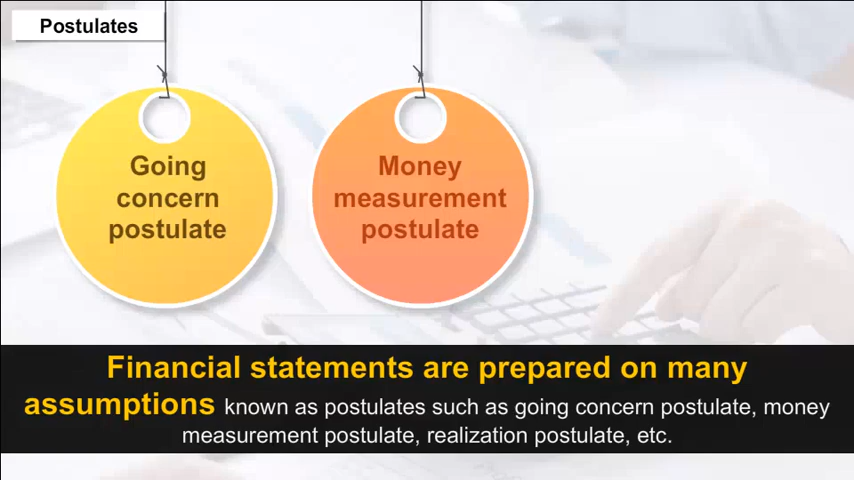 Postulates
Going
concern
postulate
Money
measurement
postulate
Financial statements are prepared on many
assumptions known as postulates such as going concern postulate, money
measurement postulate, realization postulate, etc.